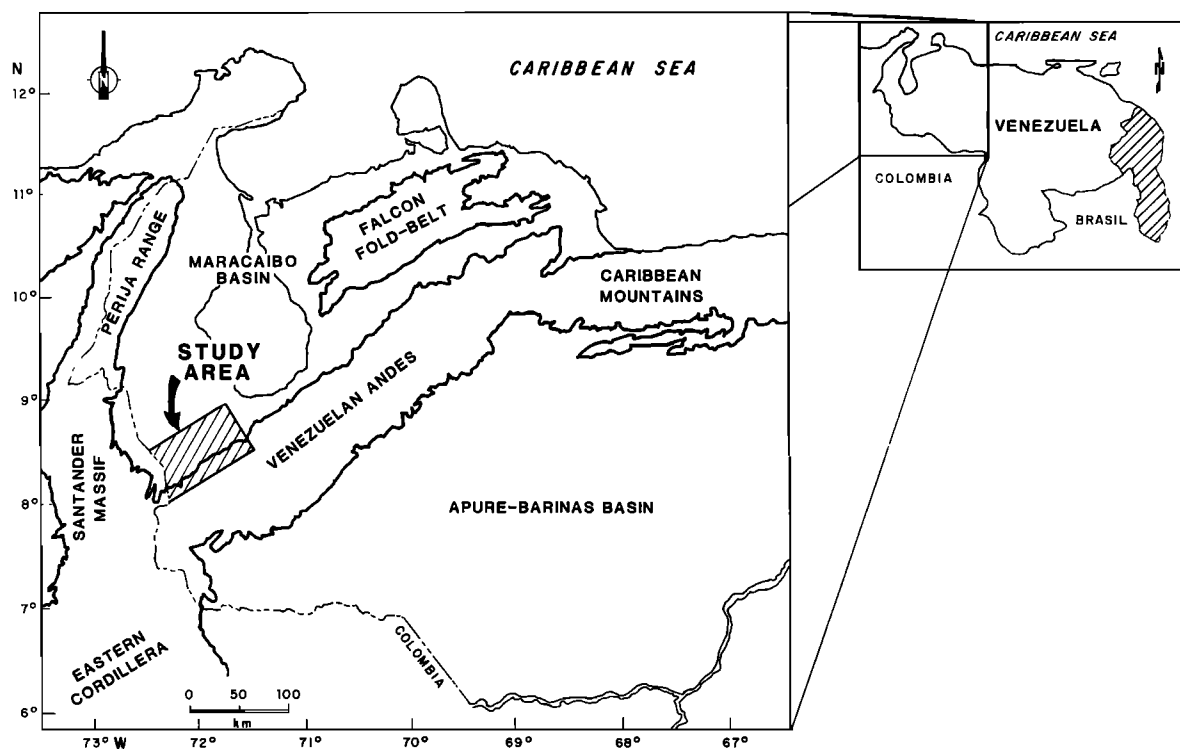 N
N
CARIBBEAN SEA
12°
11°
10°
9°
8°
7°
6°
PERIJA RANGE
MARACAIBO
BASIN
FALCON
FOLD-BELT
CARIBBEAN
MOUNTAINS
STUDY
AREA
VENEZUELAN ANDES
SANTANDER
MASSIF
APURE-BARINAS BASIN
EASTERN
CORDILLERA
COLOMBIA
0 50 100
km
73° W 72° 71° 70° 69° 68° 67°
CARIBBEAN SEA
N
VENEZUELA
COLOMBIA
BRASIL